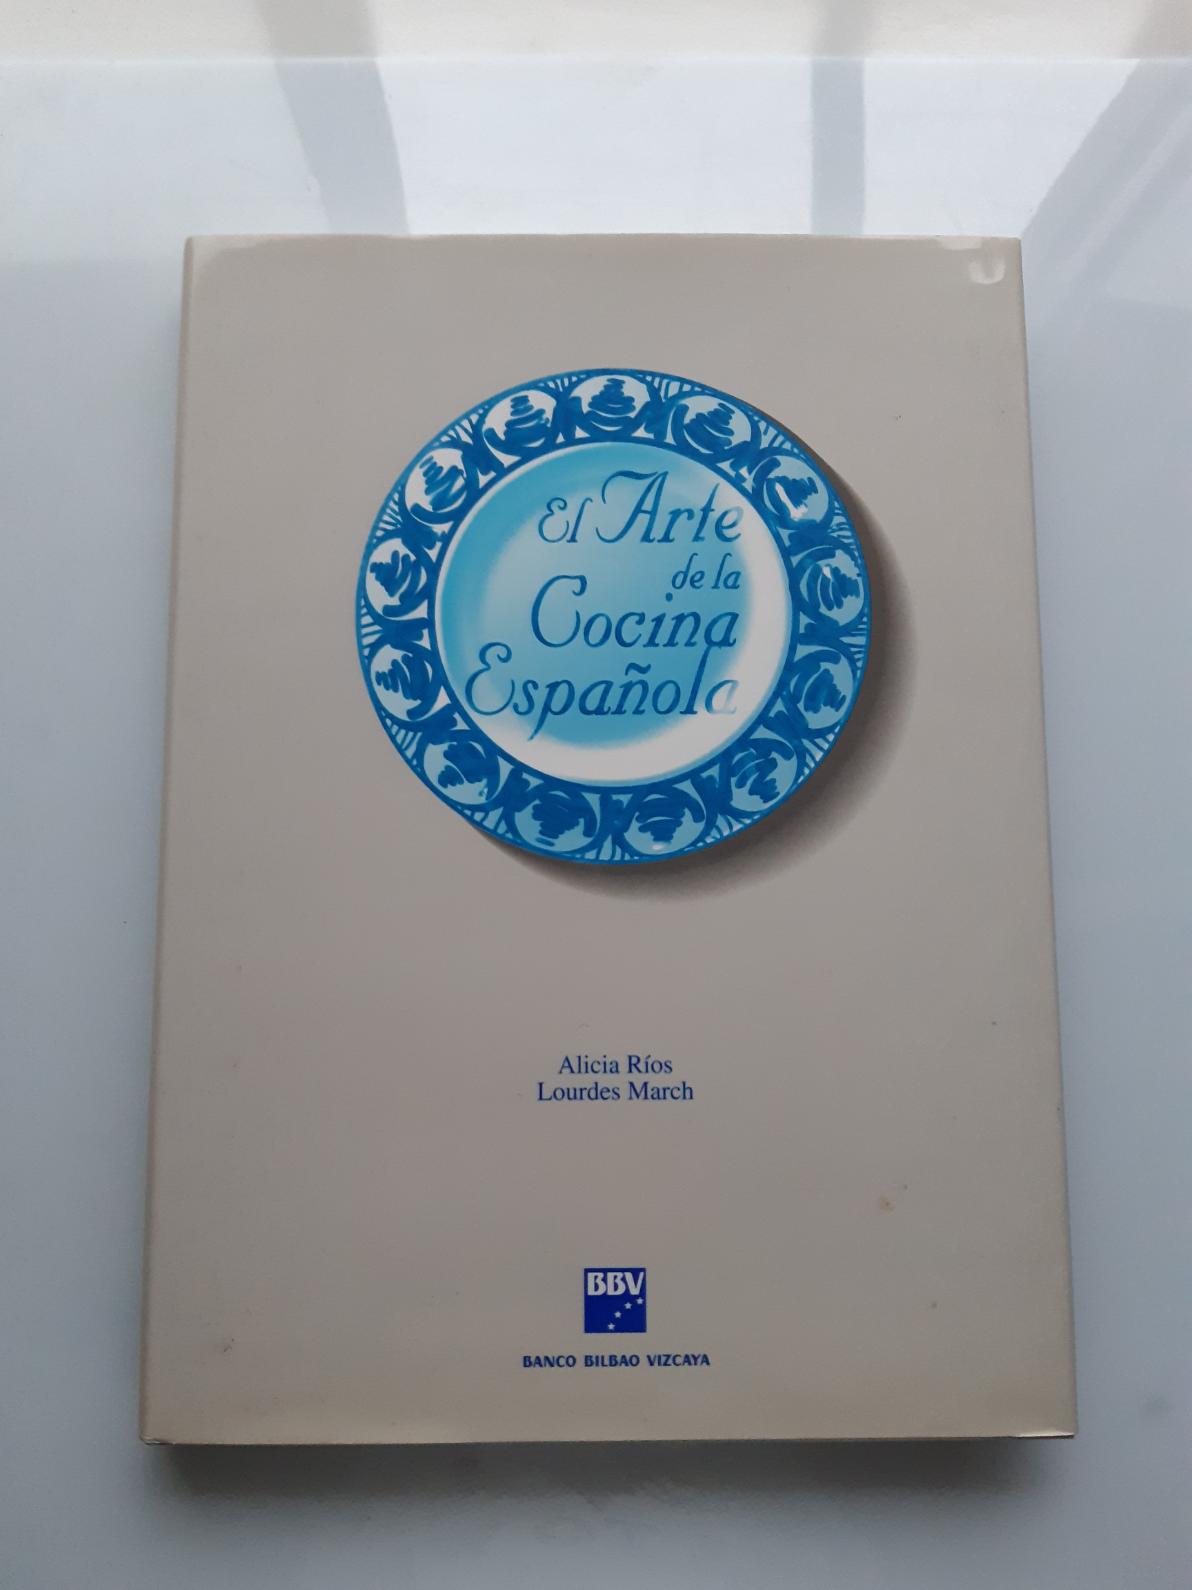 El Arte
de la
Cocina
Española
Alicia Ríos
Lourdes March
BBV
BANCO BILBAO VIZCAYA